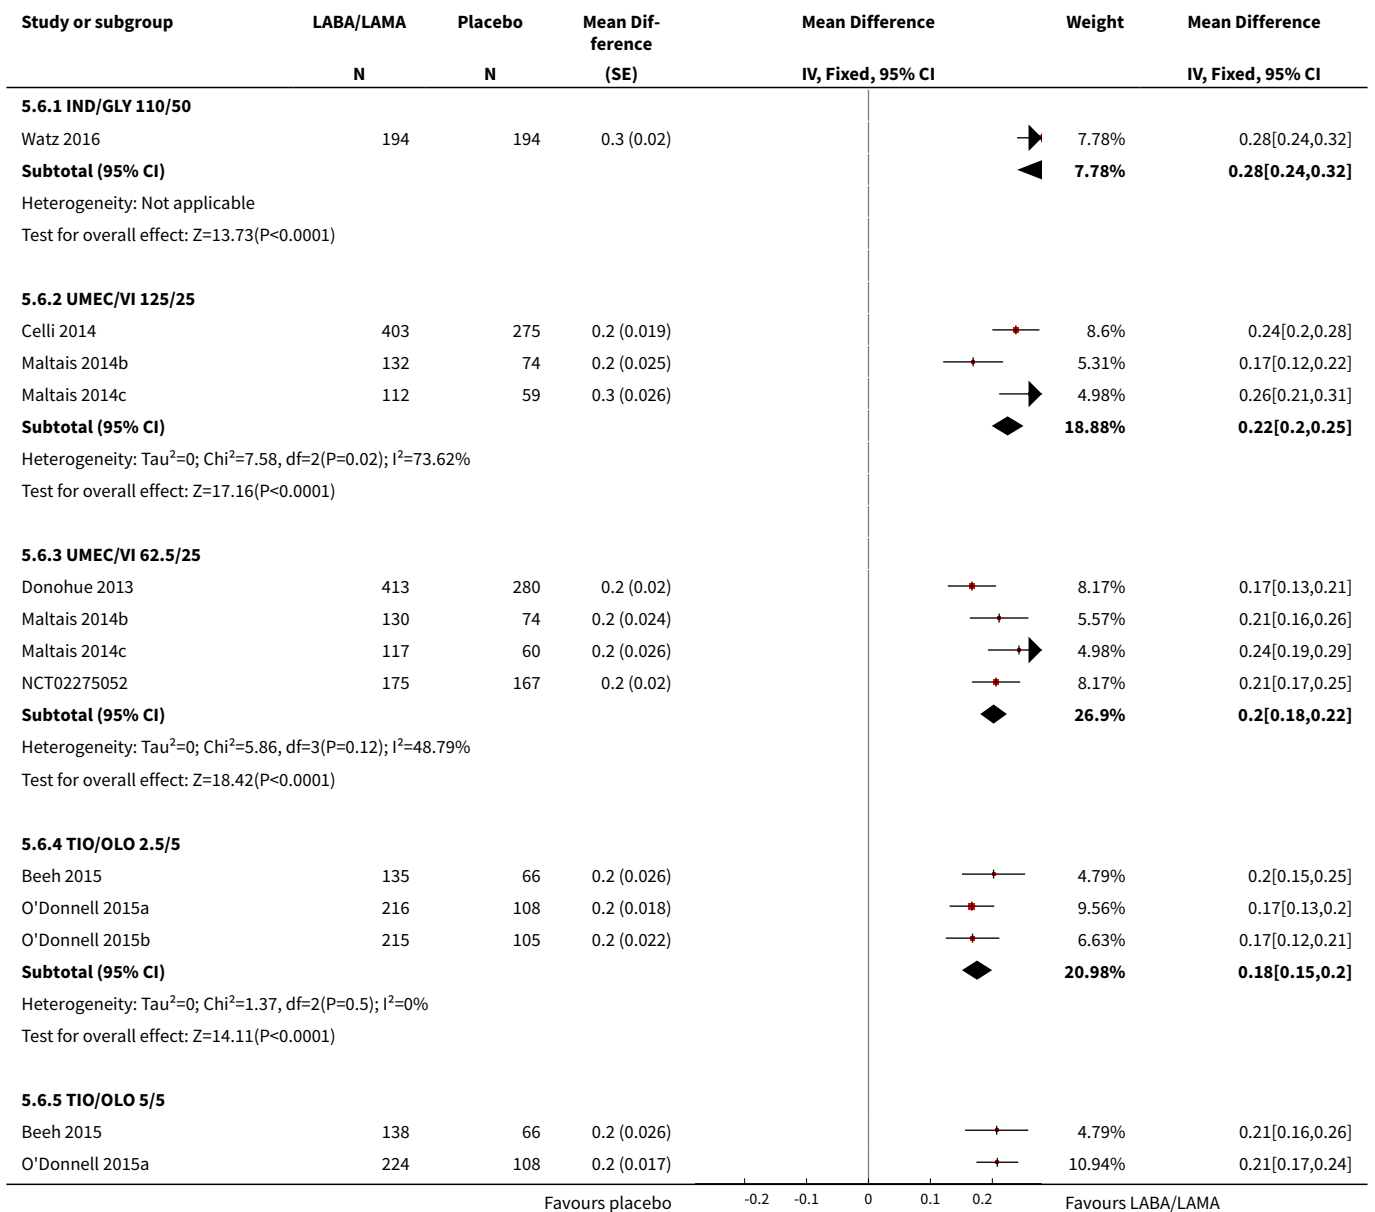 Study or subgroup LABA/LAMA Placebo Mean Dif- Mean Difference Weight Mean Difference
ference
N N (SE) IV, Fixed, 95% CI IV, Fixed, 95% CI
5.6.1 IND/GLY 110/50
Watz 2016 194 194 0.3 (0.02) 7.78% 0.28[0.24,0.32]
Subtotal (95% CI) 7.78% 0.28[0.24,0.32]
Heterogeneity: Not applicable
Test for overall effect: Z=13.73(P<0.0001)
5.6.2 UMEC/VI 125/25
Celli 2014 403 275 0.2 (0.019) 8.6% 0.24[0.2,0.28]
Maltais 2014b 132 74 0.2 (0.025) 5.31% 0.17[0.12,0.22]
Maltais 2014c 112 59 0.3 (0.026) 4.98% 0.26[0.21,0.31]
Subtotal (95% CI) 18.88% 0.22[0.2,0.25]
Heterogeneity: Tau²=0; Chi²=7.58, df=2(P=0.02); I²=73.62%
Test for overall effect: Z=17.16(P<0.0001)
5.6.3 UMEC/VI 62.5/25
Donohue 2013 413 280 0.2 (0.02) 8.17% 0.17[0.13,0.21]
Maltais 2014b 130 74 0.2 (0.024) 5.57% 0.21[0.16,0.26]
Maltais 2014c 117 60 0.2 (0.026) 4.98% 0.24[0.19,0.29]
NCT02275052 175 167 0.2 (0.02) 8.17% 0.21[0.17,0.25]
Subtotal (95% CI) 26.9% 0.2[0.18,0.22]
Heterogeneity: Tau²=0; Chi²=5.86, df=3(P=0.12); I²=48.79%
Test for overall effect: Z=18.42(P<0.0001)
5.6.4 TIO/OLO 2.5/5
Beeh 2015 135 66 0.2 (0.026) 4.79% 0.2[0.15,0.25]
O'Donnell 2015a 216 108 0.2 (0.018) 9.56% 0.17[0.13,0.2]
O'Donnell 2015b 215 105 0.2 (0.022) 6.63% 0.17[0.12,0.21]
Subtotal (95% CI) 20.98% 0.18[0.15,0.2]
Heterogeneity: Tau²=0; Chi²=1.37, df=2(P=0.5); I²=0%
Test for overall effect: Z=14.11(P<0.0001)
5.6.5 TIO/OLO 5/5
Beeh 2015 138 66 0.2 (0.026) 4.79% 0.21[0.16,0.26]
O'Donnell 2015a 224 108 0.2 (0.017) 10.94% 0.21[0.17,0.24]
Favours placebo -0.2 -0.1 0 0.1 0.2 Favours LABA/LAMA